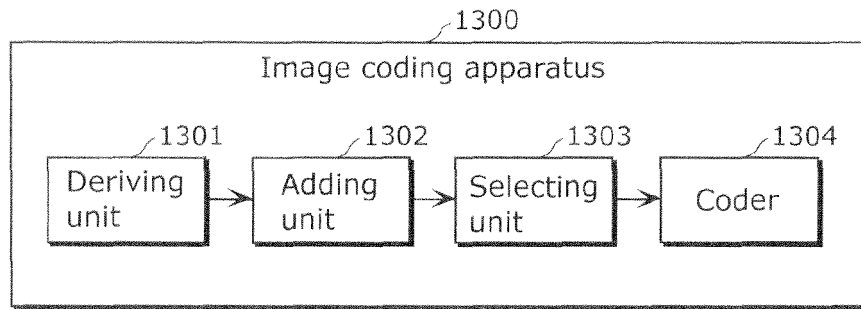 1300
Image coding apparatus
1301
1302
1303
1304
Deriving
unit
Adding
unit
Selecting
unit
Coder